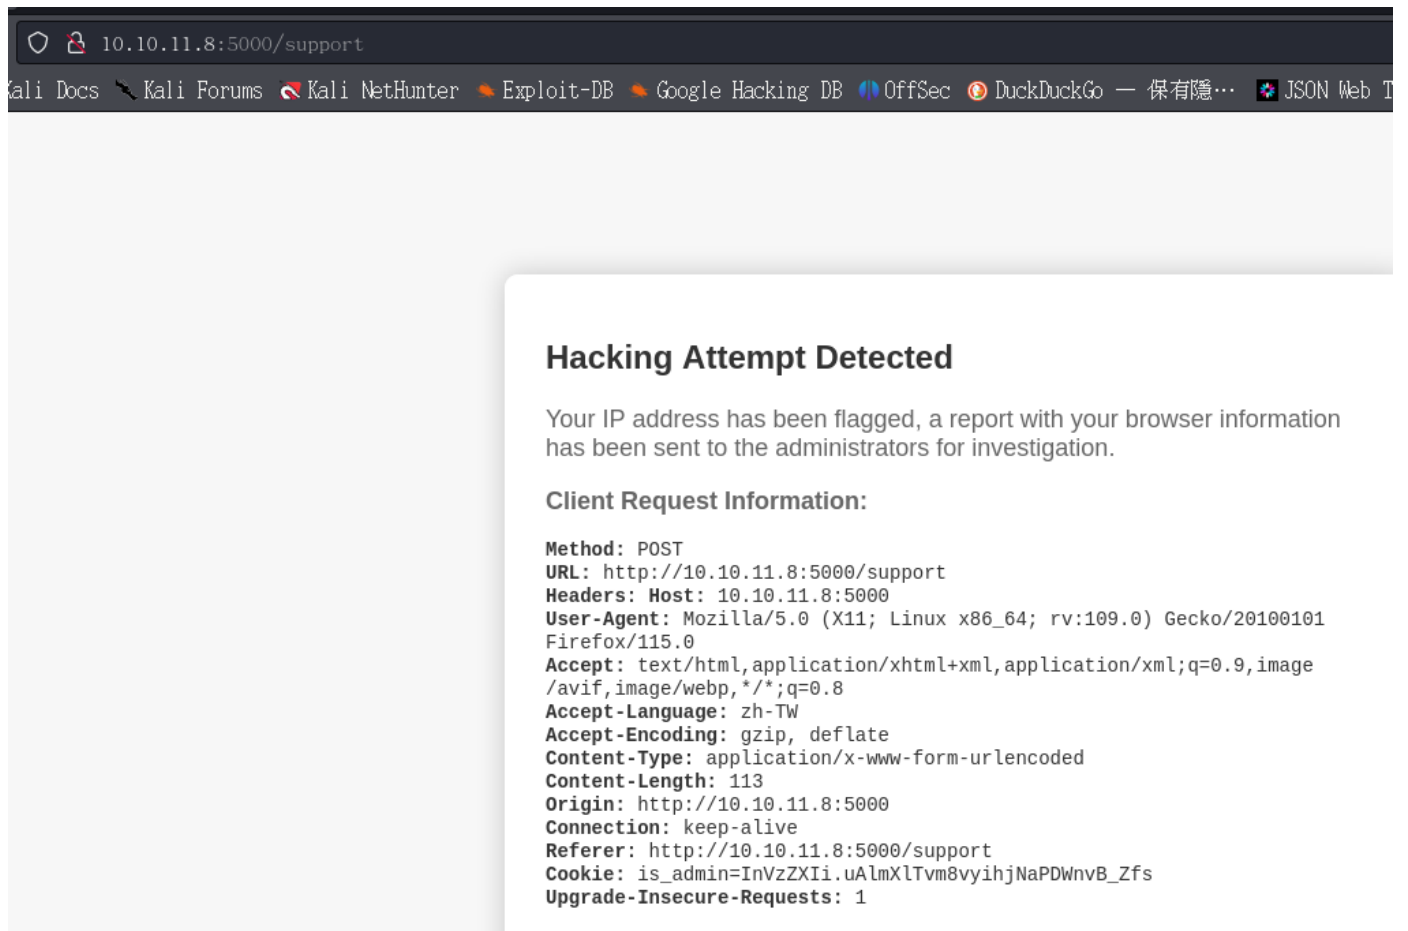 10.10.11.8:5000/support
Kali Docs Kali Forums Kali NetHunter Exploit-DB Google Hacking DB OffSec DuckDuckGo — 保有隱… JSON Web T
Hacking Attempt Detected
Your IP address has been flagged, a report with your browser information
has been sent to the administrators for investigation.
Client Request Information:
Method: POST
URL: http://10.10.11.8:5000/support
Headers: Host: 10.10.11.8:5000
User-Agent: Mozilla/5.0 (X11; Linux x86_64; rv:109.0) Gecko/20100101
Firefox/115.0
Accept: text/html,application/xhtml+xml,application/xml;q=0.9,image
/avif,image/webp,*/*;q=0.8
Accept-Language: zh-TW
Accept-Encoding: gzip, deflate
Content-Type: application/x-www-form-urlencoded
Content-Length: 113
Origin: http://10.10.11.8:5000
Connection: keep-alive
Referer: http://10.10.11.8:5000/support
Cookie: is_admin=InVzZXIi.uAlmXlTvm8vyihjNaPDWnvB_Zfs
Upgrade-Insecure-Requests: 1